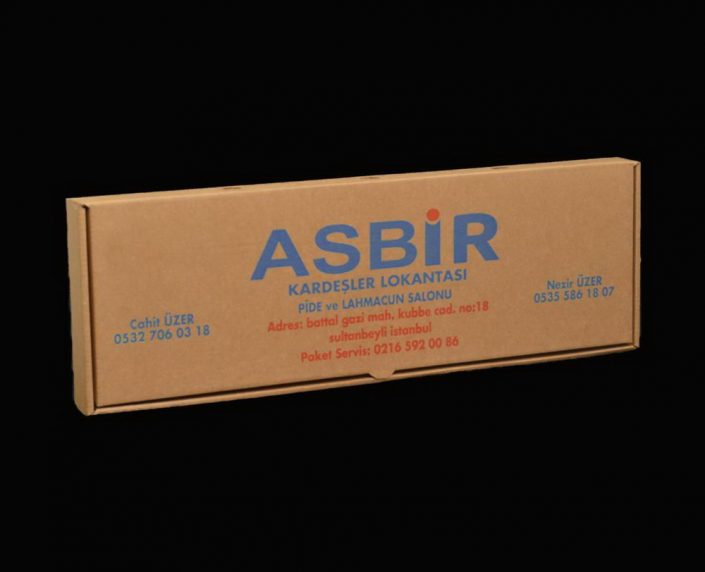 ASBİR
KARDEŞLER LOKANTASI
PİDE ve LAHMACUN SALONU
Adres: battal gazi mah. kubbe cad. no:18
sultanbeyli istanbul
Paket Servis: 0216 592 00 86
Cahit ÜZER
0532 706 03 18
Nezir ÜZER
0535 586 18 07